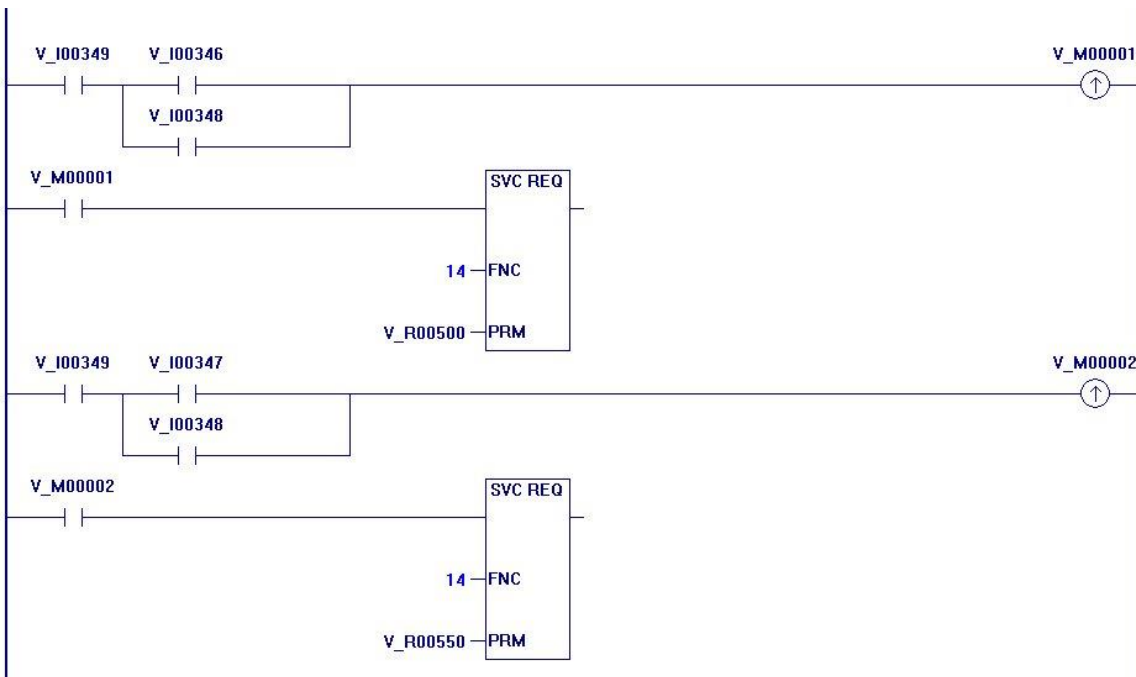 V_I00349 V_I00346 V_M00001
V_I00348
V_M00001 SVC REQ
14 FNC
V_R00500 PRM
V_I00349 V_I00347 V_M00002
V_I00348
V_M00002 SVC REQ
14 FNC
V_R00550 PRM